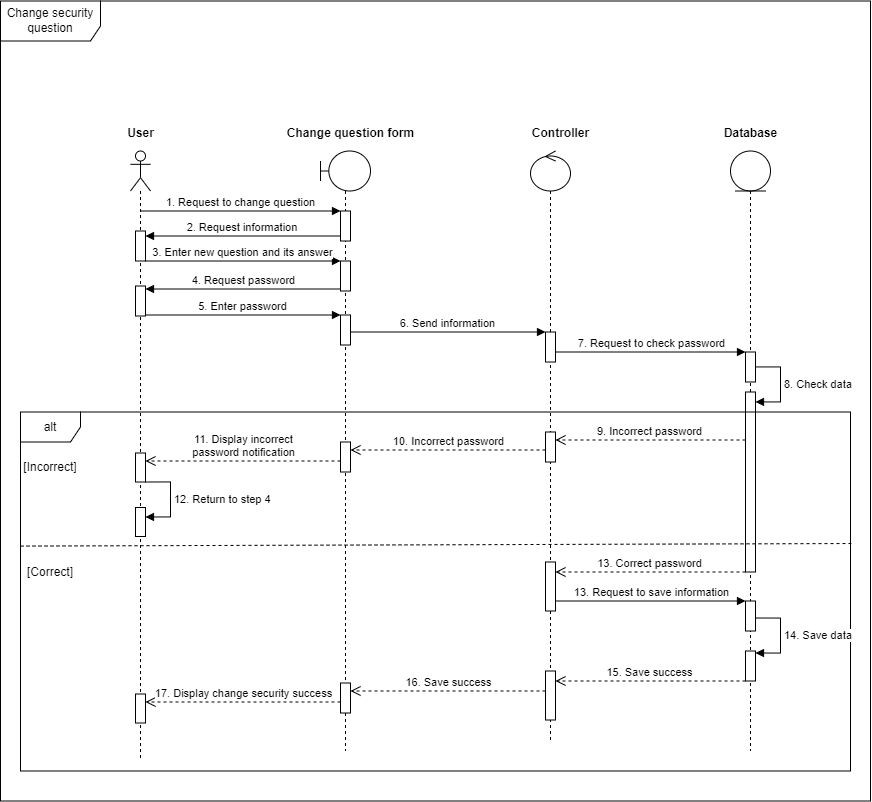 Change security
question
User
Change question form
Controller
Database
1. Request to change question
2. Request information
3. Enter new question and its answer
4. Request password
5. Enter password
6. Send information
7. Request to check password
8. Check data
alt
[Incorrect]
9. Incorrect password
10. Incorrect password
11. Display incorrect
password notification
12. Return to step 4
[Correct]
13. Correct password
13. Request to save information
14. Save data
15. Save success
16. Save success
17. Display change security success